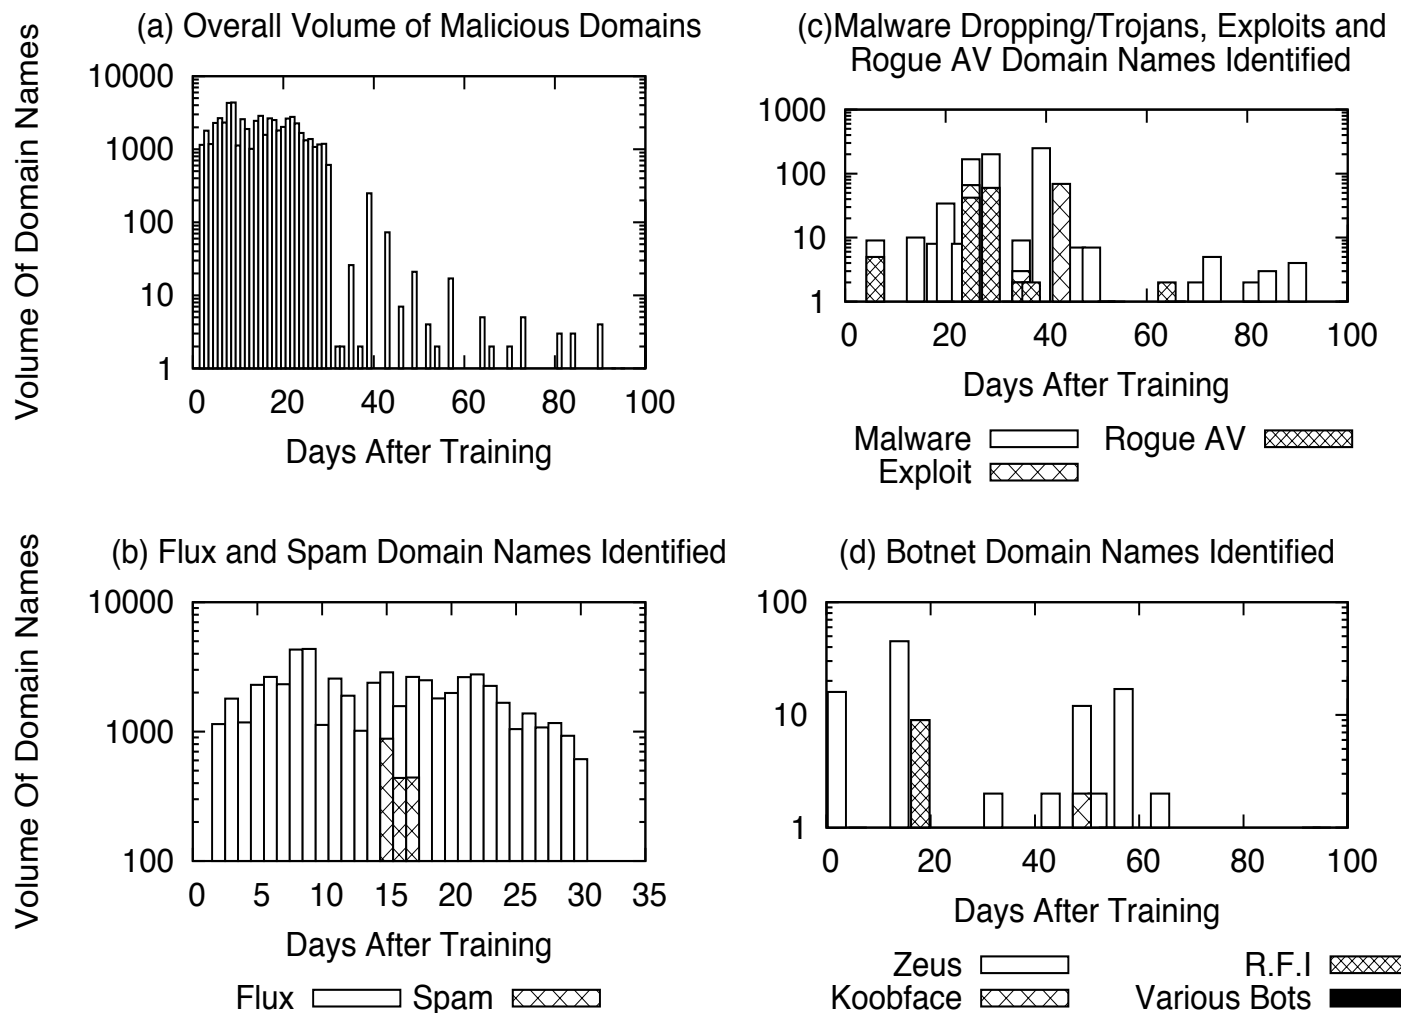 (a) Overall Volume of Malicious Domains
Volume Of Domain Names
10000
1000
100
10
1
0 20 40 60 80 100
Days After Training
(c)Malware Dropping/Trojans, Exploits and
Rogue AV Domain Names Identified
1000
100
10
1
0 20 40 60 80 100
Days After Training
Malware Rogue AV
Exploit
(b) Flux and Spam Domain Names Identified
Volume Of Domain Names
10000
1000
100
0 5 10 15 20 25 30 35
Days After Training
Flux Spam
(d) Botnet Domain Names Identified
100
10
1
0 20 40 60 80 100
Days After Training
Zeus R.F.I
Koobface Various Bots